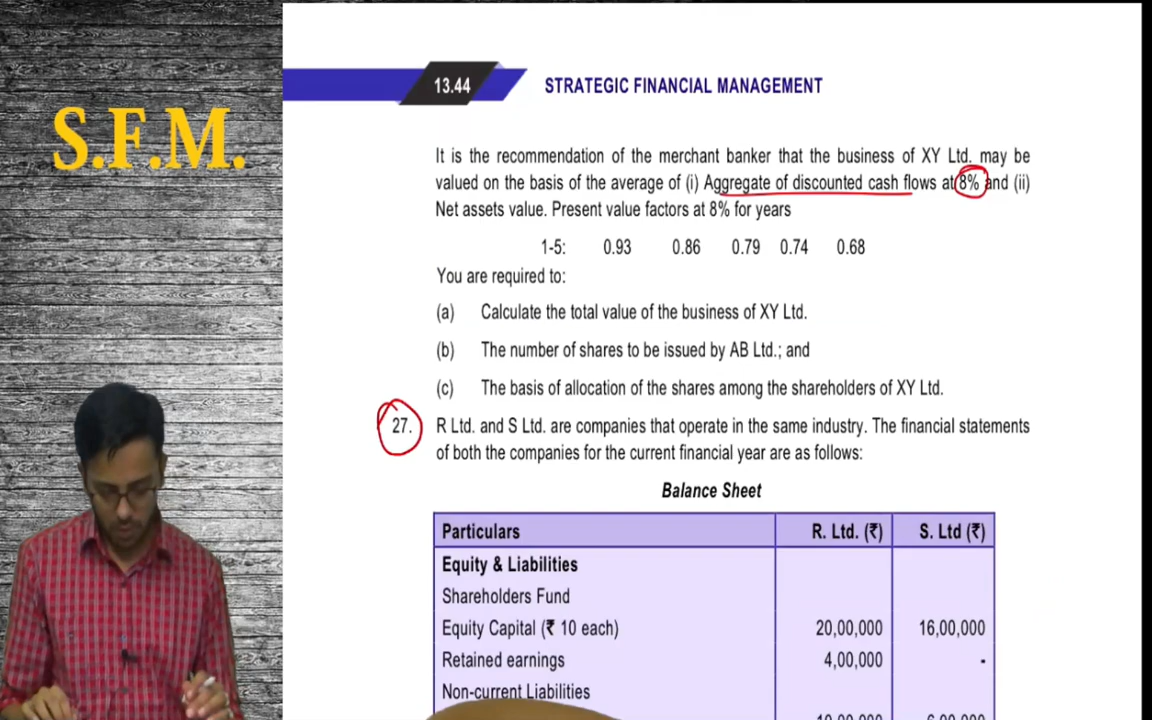 S.F.M.
13.44 STRATEGIC FINANCIAL MANAGEMENT
It is the recommendation of the merchant banker that the business of XY Ltd. may be
valued on the basis of the average of (i) Aggregate of discounted cash flows at 8% and (ii)
Net assets value. Present value factors at 8% for years
1-5: 0.93 0.86 0.79 0.74 0.68
You are required to:
(a) Calculate the total value of the business of XY Ltd.
(b) The number of shares to be issued by AB Ltd.; and
(c) The basis of allocation of the shares among the shareholders of XY Ltd.
27. R Ltd. and S Ltd. are companies that operate in the same industry. The financial statements
of both the companies for the current financial year are as follows:
Balance Sheet
Particulars R. Ltd. (₹) S. Ltd (₹)
Equity & Liabilities
Shareholders Fund
Equity Capital (₹ 10 each) 20,00,000 16,00,000
Retained earnings 4,00,000 -
Non-current Liabilities